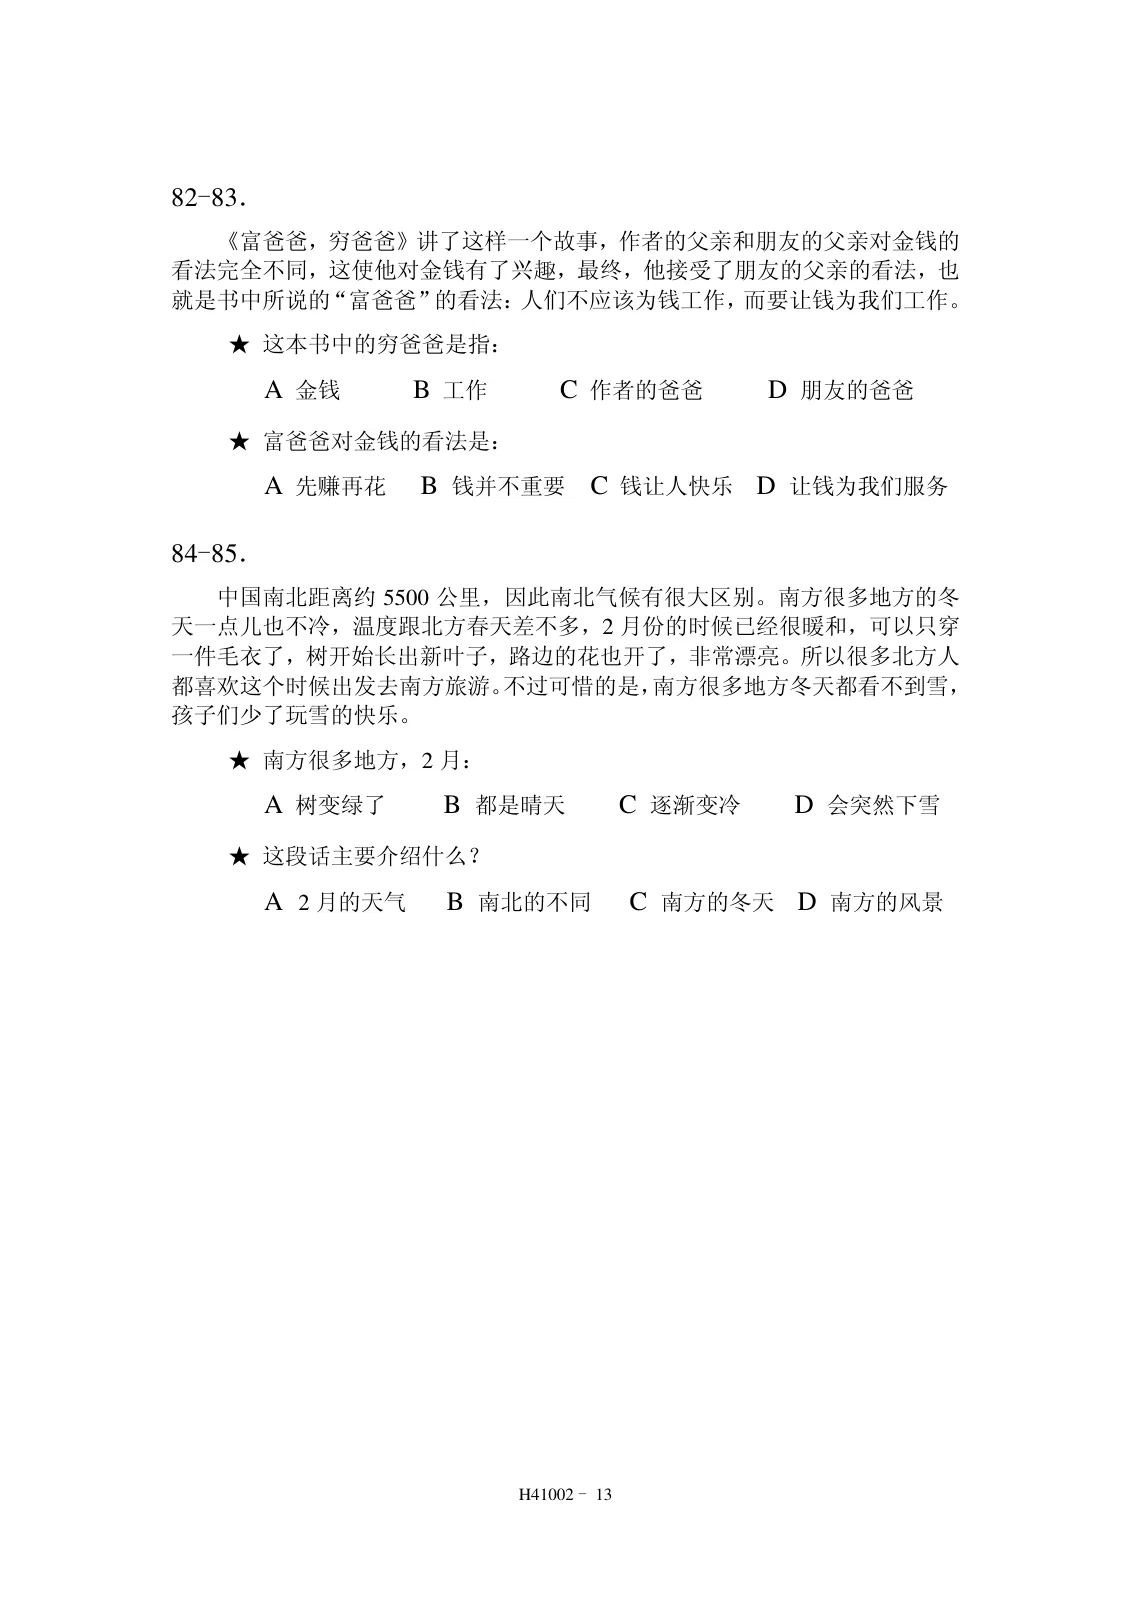 82-83.
《富爸爸，穷爸爸》讲了这样一个故事，作者的父亲和朋友的父亲对金钱的
看法完全不同，这使他对金钱有了兴趣，最终，他接受了朋友的父亲的看法，也
就是书中所说的“富爸爸”的看法：人们不应该为钱工作，而要让钱为我们工作。
★ 这本书中的穷爸爸是指：
A 金钱 B 工作 C 作者的爸爸 D 朋友的爸爸
★ 富爸爸对金钱的看法是：
A 先赚再花 B 钱并不重要 C 钱让人快乐 D 让钱为我们服务
84-85.
中国南北距离约 5500 公里，因此南北气候有很大区别。南方很多地方的冬
天一点儿也不冷，温度跟北方春天差不多，2 月份的时候已经很暖和，可以只穿
一件毛衣了，树开始长出新叶子，路边的花也开了，非常漂亮。所以很多北方人
都喜欢这个时候出发去南方旅游。不过可惜的是，南方很多地方冬天都看不到雪，
孩子们少了玩雪的快乐。
★ 南方很多地方，2 月：
A 树变绿了 B 都是晴天 C 逐渐变冷 D 会突然下雪
★ 这段话主要介绍什么？
A 2 月的天气 B 南北的不同 C 南方的冬天 D 南方的风景
H41002- 13